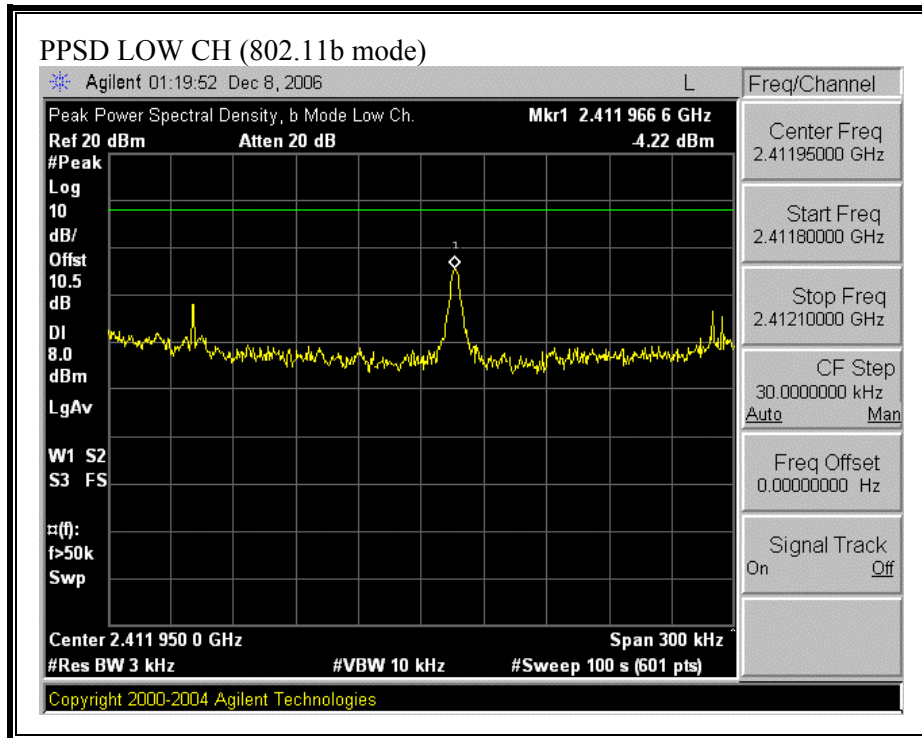 PPSD LOW CH (802.11b mode)
Agilent 01:19:52 Dec 8, 2006 L
Freq/Channel
Peak Power Spectral Density, b Mode Low Ch. Mkr1 2.411 966 6 GHz
Ref 20 dBm Atten 20 dB -4.22 dBm
#Peak
Log
10
dB/
Offst
10.5
dB
DI
8.0
dBm
LgAv
W1 S2
S3 FS
¤(f):
f>50k
Swp
1
Center 2.411 950 0 GHz Span 300 kHz
#Res BW 3 kHz #VBW 10 kHz #Sweep 100 s (601 pts)
Copyright 2000-2004 Agilent Technologies
Center Freq
2.41195000 GHz
Start Freq
2.41180000 GHz
Stop Freq
2.41210000 GHz
CF Step
30.0000000 kHz
Auto Man
Freq Offset
0.00000000 Hz
Signal Track
On Off